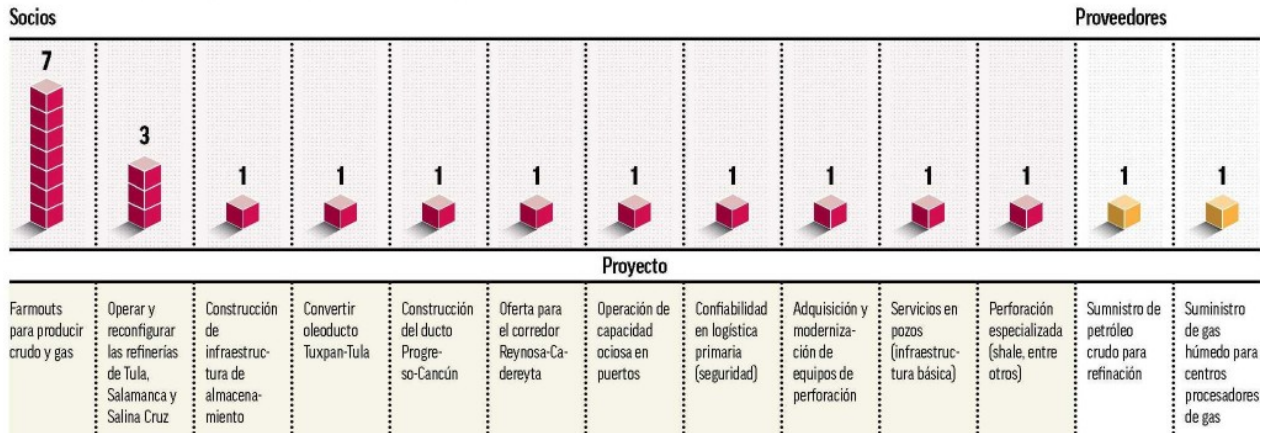 Socios
Proveedores
7
3
1
1
1
1
1
1
1
1
1
1
1
Proyecto
Farmouts
para producir
crudo y gas
Operar y
reconfigurar
las refinerías
de Tula,
Salamanca y
Salina Cruz
Construcción
de
infraestruc-
tura de
almacena-
miento
Convertir
oleoducto
Tuxpan-Tula
Construcción
del ducto
Progre-
so-Cancún
Oferta para
el corredor
Reynosa-Ca-
dereyta
Operación de
capacidad
ociosa en
puertos
Confiabilidad
en logística
primaria
(seguridad)
Adquisición y
moderniza-
ción de
equipos de
perforación
Servicios en
pozos
(infraestruc-
tura básica)
Perforación
especializada
(shale, entre
otros)
Sumnistro de
petróleo
crudo para
refinación
Suministro
de gas
húmedo para
centros
procesadores
de gas